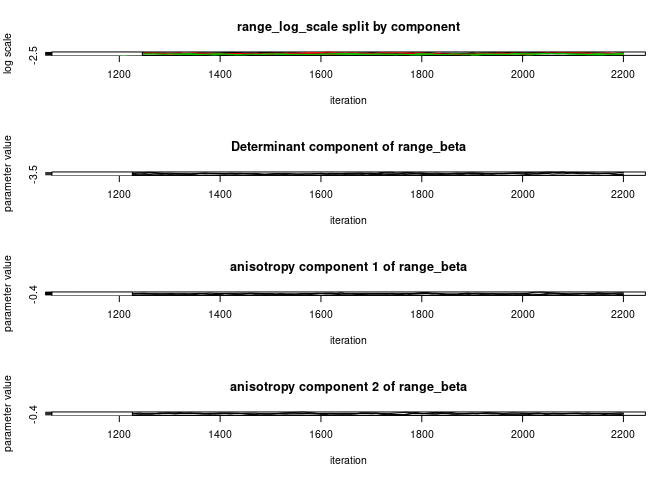 range_log_scale split by component
log scale
-2.5
1200 1400 1600 1800 2000 2200
iteration
Determinant component of range_beta
parameter value
-3.5
1200 1400 1600 1800 2000 2200
iteration
anisotropy component 1 of range_beta
parameter value
-0.4
1200 1400 1600 1800 2000 2200
iteration
anisotropy component 2 of range_beta
parameter value
-0.4
1200 1400 1600 1800 2000 2200
iteration